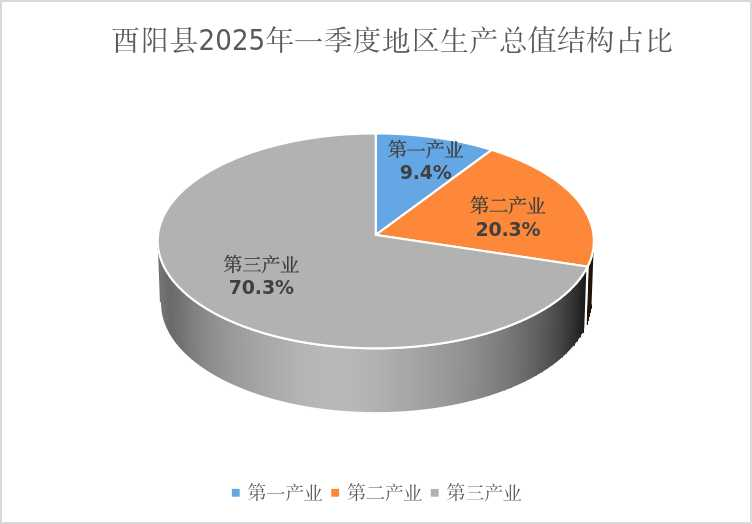 酉阳县2025年一季度地区生产总值结构占比
第一产业
9.4%
第二产业
20.3%
第三产业
70.3%
第一产业 第二产业 第三产业